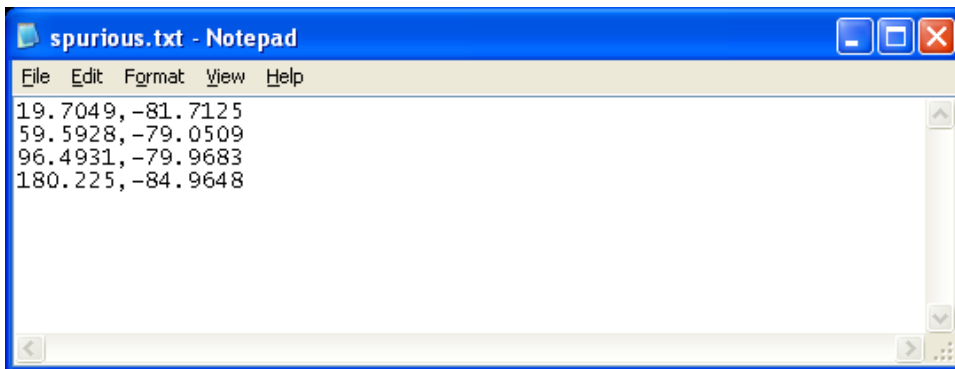 spurious.txt - Notepad
File Edit Format View Help
19.7049,-81.7125
59.5928,-79.0509
96.4931,-79.9683
180.225,-84.9648